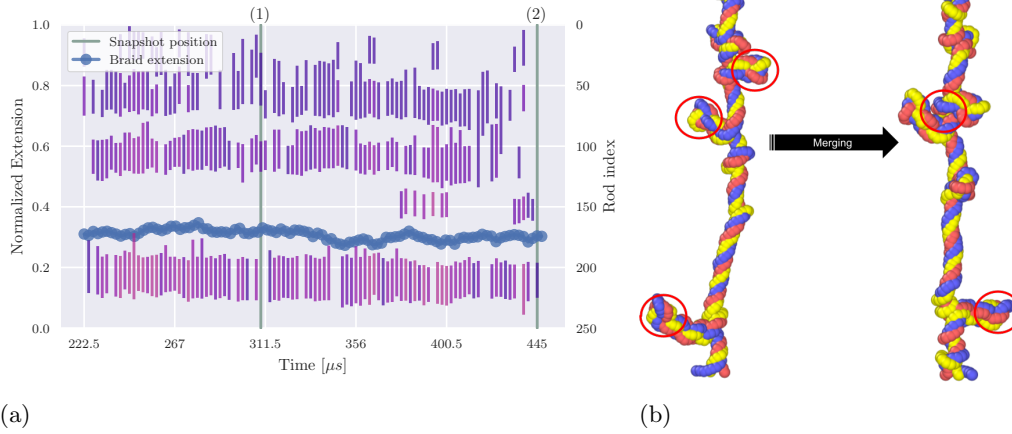 (1)
(2)
1.0
0.8
0.6
0.4
0.2
0.0
Normalized Extension
Snapshot position
Braid extension
0
50
100
150
200
250
Rod index
222.5
267
311.5
356
400.5
445
Time [μs]
Merging
(a)
(b)